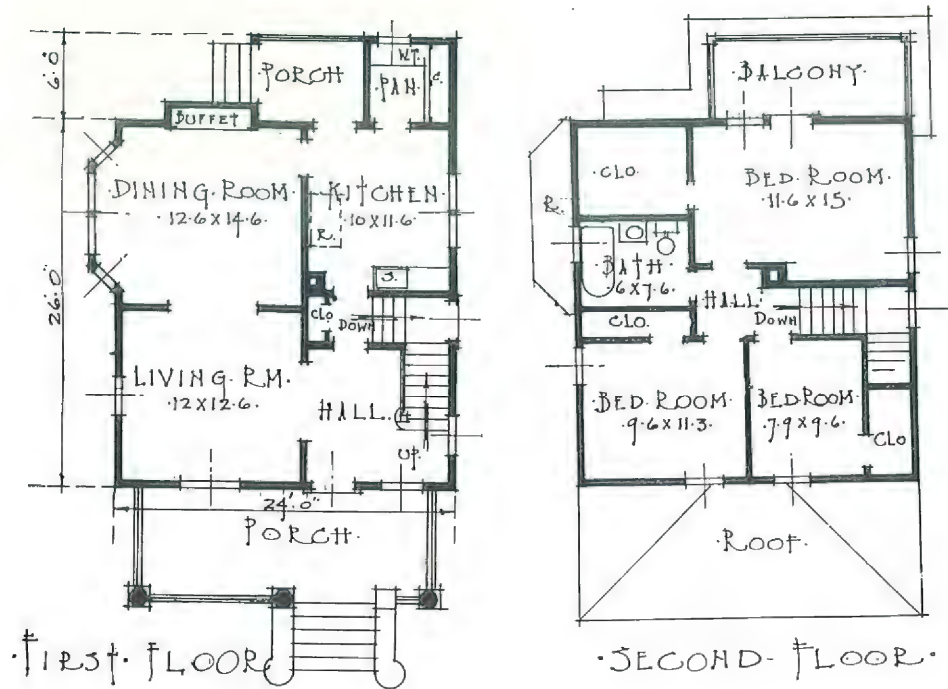 ·PORCH·
W.T.
·PAN·
C.
BUFFET
6'.0"
·DINING·ROOM·
·12·6 X 14·6·
·KITCHEN·
·10 X 11·6·
R.
S.
26'.0"
CLO
DOWN
·LIVING·RM·
·12 X 12·6·
HALL
UP.
24'.0"
·PORCH·
·FIRST·FLOOR
·BALCONY·
·CLO·
BED·ROOM·
·11·6 X 15·
R.
·BATH·
·6 X 7·6·
·HALL·
DOWN
CLO.
·BED·ROOM·
·9·6 X 11·3·
BED ROOM·
·7·9 X 9·6·
CLO
·ROOF·
·SECOND·FLOOR·